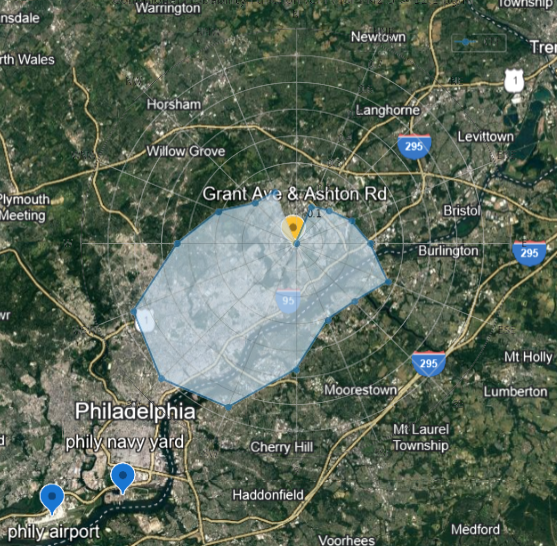 Warrington
Township
nsdale
Newtown
Tren
rth Wales
1
Horsham
Langhorne
295
Levittown
Willow Grove
Plymouth
Meeting
Grant Ave & Ashton Rd
0.1
Bristol
Burlington
295
95
wr
295
Mt Holly
Moorestown
Lumberton
Philadelphia
Mt Laurel
Township
phily navy yard
Cherry Hill
Haddonfield
phily airport
Medford
Voorhees